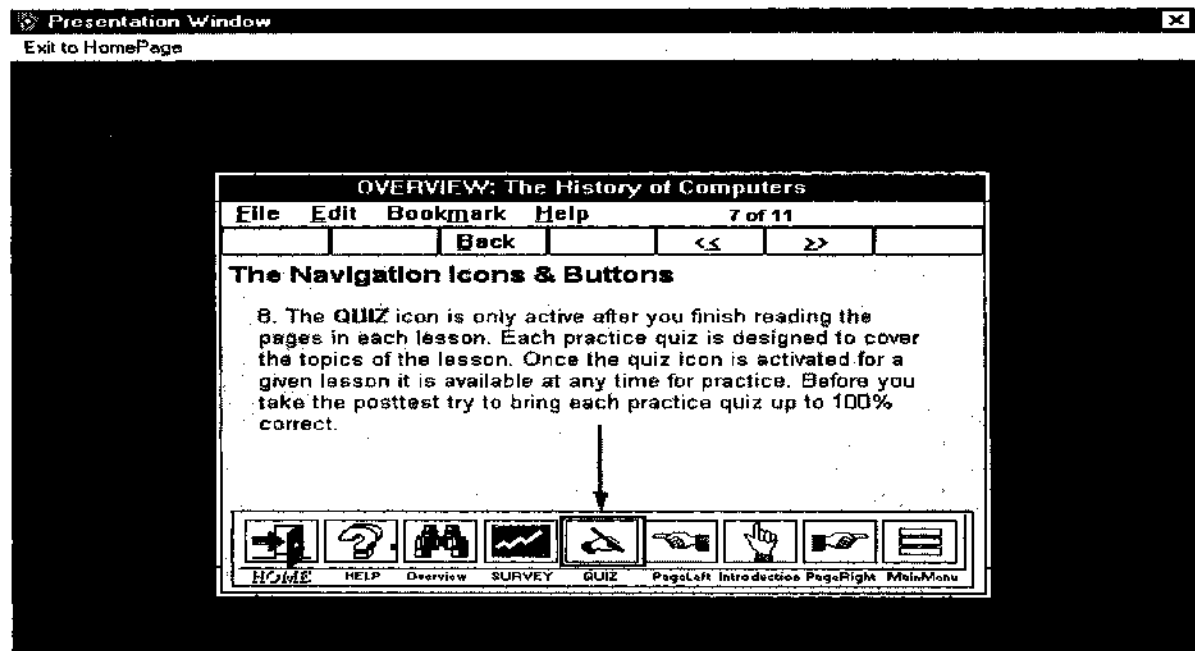 Presentation Window
Exit to HomePage
OVERVIEW: The History of Computers
File Edit Bookmark Help 7 of 11
Back << >>
The Navigation Icons & Buttons
8. The QUIZ icon is only active after you finish reading the
pages in each lesson. Each practice quiz is designed to cover
the topics of the lesson. Once the quiz icon is activated for a
given lesson it is available at any time for practice. Before you
take the posttest try to bring each practice quiz up to 100%
correct.
HOME HELP Overview SURVEY QUIZ PageLeft Introduction PageRight MainMenu